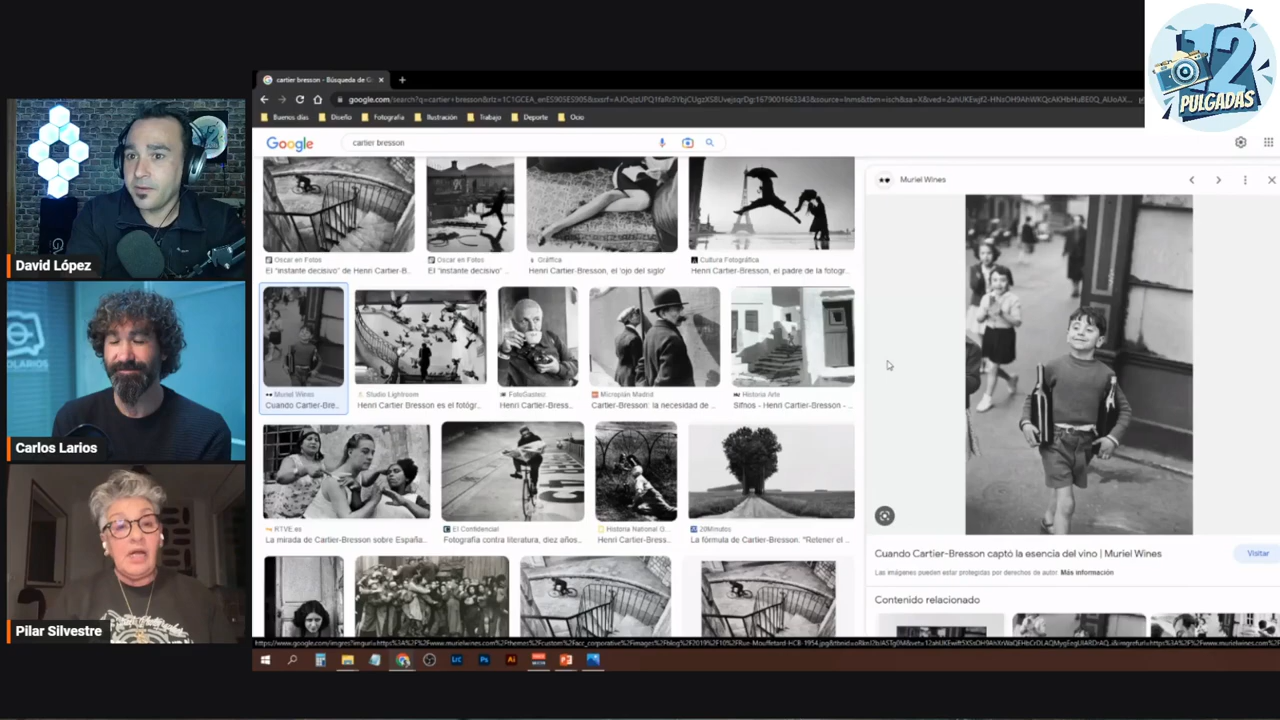 12
PULGADAS
cartier bresson - Búsqueda de G
Buenos días
Diseño
Fotografía
Ilustración
Trabajo
Deporte
Ocio
Google
cartier bresson
Oscar en Fotos
El "instante decisivo" de Henri Cartier-B...
Oscar en Fotos
El "instante decisivo" ...
Gráffica
Henri Cartier-Bresson, el 'ojo del siglo'
Cultura Fotográfica
Henri Cartier-Bresson, el padre de la fotogr...
Muriel Wines
Cuando Cartier-Bre...
Studio Lightroom
Henri Cartier Bresson es el fotógr...
FotoGasteiz
Henri Cartier-Bress...
Microplán Madrid
Cartier-Bresson: la necesidad de ...
Historia Arte
Sifnos - Henri Cartier-Bresson - ...
RTVE.es
La mirada de Cartier-Bresson sobre España...
El Confidencial
Fotografía contra literatura, diez años...
Historia National G...
Henri Cartier-Bress...
20Minutos
La fórmula de Cartier-Bresson: "Retener el ...
Muriel Wines
Cuando Cartier-Bresson captó la esencia del vino | Muriel Wines
Visitar
Las imágenes pueden estar protegidas por derechos de autor. Más información
Contenido relacionado
David López
Carlos Larios
Pilar Silvestre